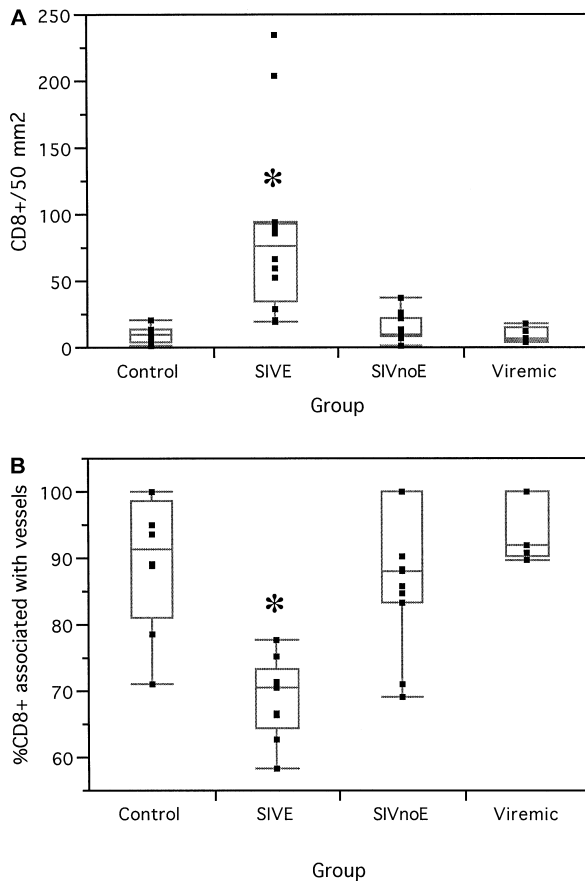 A
CD8+/50 mm2
250
200
150
100
50
0
*
Control SIVE SIVnoE Viremic
Group
B
%CD8+ associated with vessels
100
90
80
70
60
*
Control SIVE SIVnoE Viremic
Group